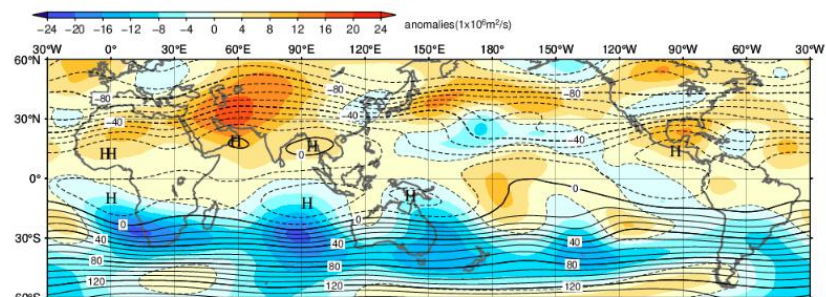 −24 −20 −16 −12 −8 −4 0 4 8 12 16 20 24 anomalies(1x10⁶m²/s)
30°W 0° 30°E 60°E 90°E 120°E 150°E 180° 150°W 120°W 90°W 60°W 30°W
60°N
−80 −80 −80
30°N
−40 −40 −40
H H H H H
0
0° 0
H H H
0 0
30°S
40 40 40
80 80 80
120 120 120
60°S